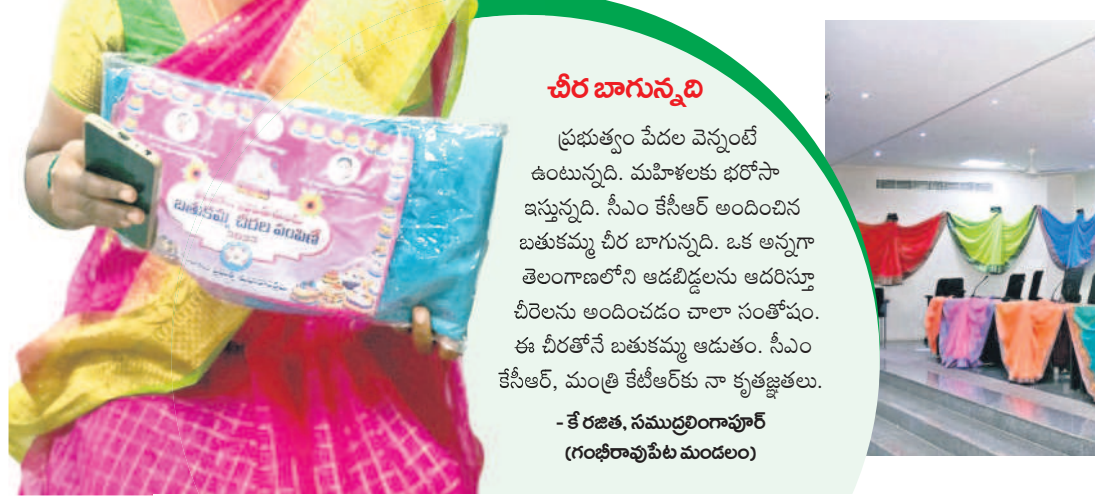 బతుకమ్మ చీరల పంపిణీ
చీర బాగున్నది
ప్రభుత్వం పేదల వెన్నంటే
ఉంటున్నది. మహిళలకు భరోసా
ఇస్తున్నది. సీఎం కేసీఆర్ అందించిన
బతుకమ్మ చీర బాగున్నది. ఒక అన్నగా
తెలంగాణలోని ఆడబిడ్డలను ఆదరిస్తూ
చీరెలను అందించడం చాలా సంతోషం.
ఈ చీరతోనే బతుకమ్మ ఆడుతం. సీఎం
కేసీఆర్, మంత్రి కేటీఆర్‌కు నా కృతజ్ఞతలు.
- కే రజిత, సముద్రలింగాపూర్
(గంభీరావుపేట మండలం)